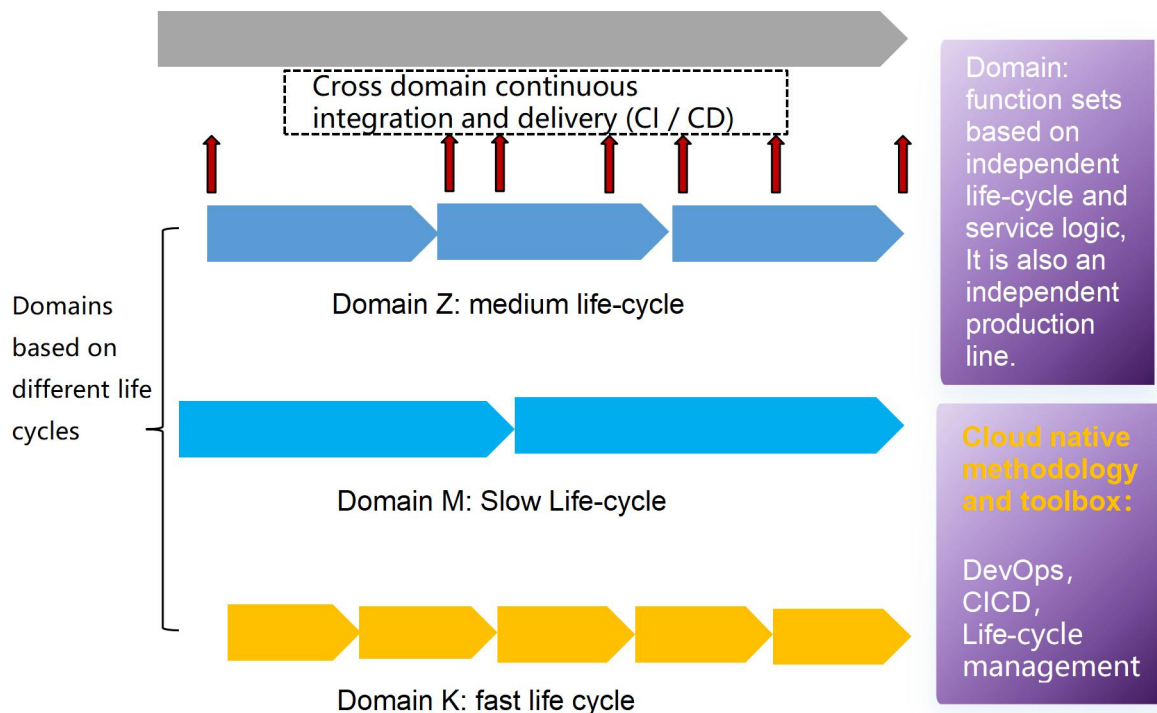 Cross domain continuous
integration and delivery (CI / CD)
Domain:
function sets
based on
independent
life-cycle and
service logic,
It is also an
independent
production
line.
Domains
based on
different life
cycles
Domain Z: medium life-cycle
Domain M: Slow Life-cycle
Domain K: fast life cycle
Cloud native
methodology
and toolbox：
DevOps，
CICD，
Life-cycle
management